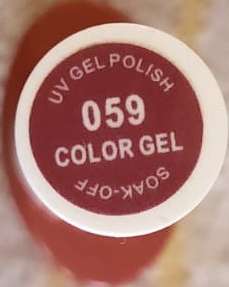 UV GEL POLISH
059
COLOR GEL
SOAK-OFF